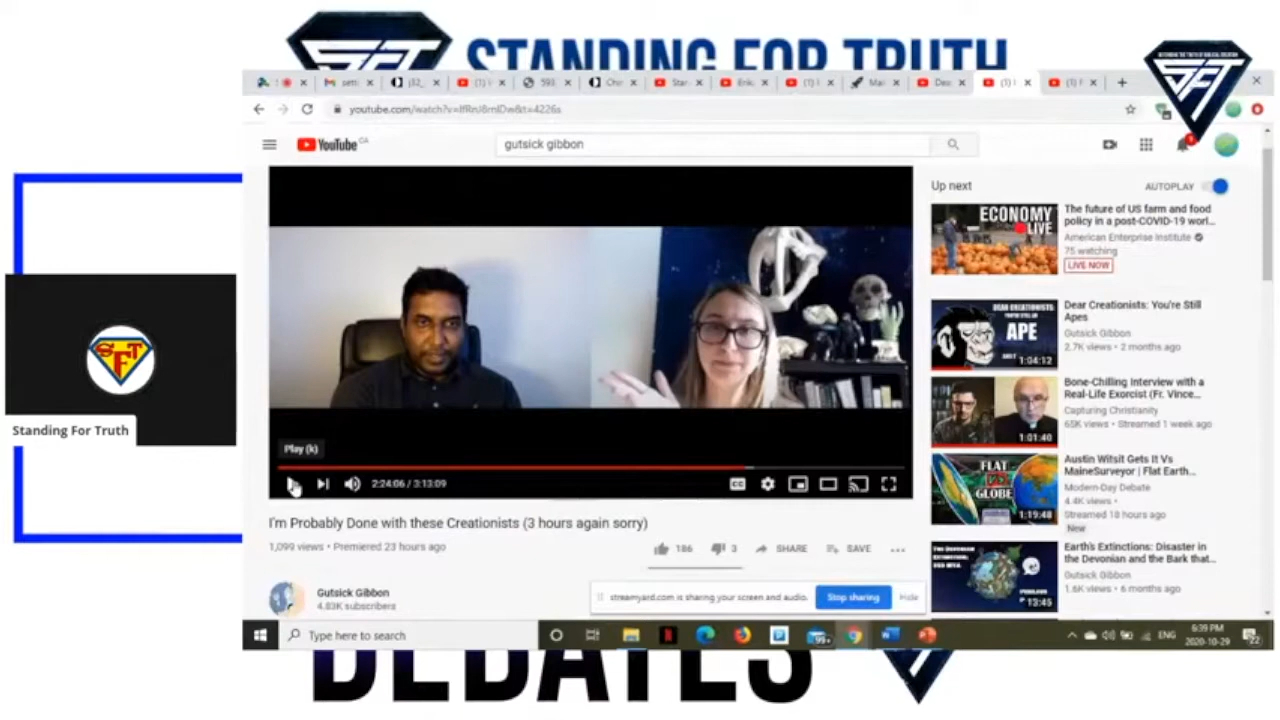 STANDING FOR TRUTH
SFT
youtube.com/watch?v=
YouTube CA
gutsick gibbon
Play (k)
2:24:06 / 3:13:09
I'm Probably Done with these Creationists (3 hours again sorry)
1,099 views • Premiered 23 hours ago
186
3
SHARE
SAVE
Gutsick Gibbon
4.83K subscribers
streamyard.com is sharing your screen and audio.
Stop sharing
Hide
Up next
AUTOPLAY
ECONOMY
LIVE
The future of US farm and food
policy in a post-COVID-19 worl...
American Enterprise Institute
75 watching
LIVE NOW
DEAR CREATIONISTS
YOU'RE STILL
APE
1:04:12
Dear Creationists: You're Still
Apes
Gutsick Gibbon
2.7K views • 2 months ago
1:01:40
Bone-Chilling Interview with a
Real-Life Exorcist (Fr. Vince...
Capturing Christianity
65K views • Streamed 1 week ago
FLAT
GLOBE
1:19:48
Austin Witsit Gets It Vs
MaineSurveyor | Flat Earth...
Modern-Day Debate
4.4K views •
Streamed 18 hours ago
New
13:45
Earth's Extinctions: Disaster in
the Devonian and the Bark that...
Gutsick Gibbon
1.6K views • 6 months ago
SFT
Standing For Truth
Type here to search
99+
ENG
6:39 PM
2020-10-29
22
DEBATES